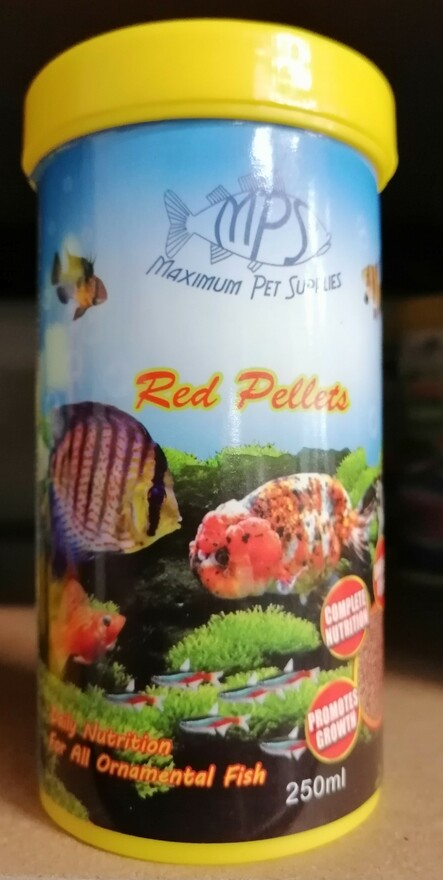 MPS
MAXIMUM PET SUPPLIES
Red Pellets
COMPLETE
NUTRITION
PROMOTES
GROWTH
Daily Nutrition
For All Ornamental Fish
250ml